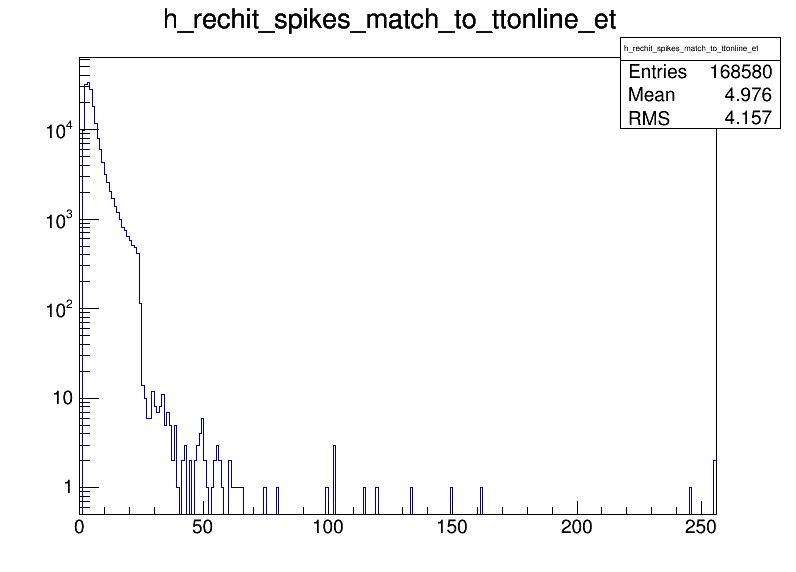 h_rechit_spikes_match_to_ttonline_et
h_rechit_spikes_match_to_ttonline_et
Entries 168580
Mean 4.976
RMS 4.157
10^4
10^3
10^2
10
1
0 50 100 150 200 250